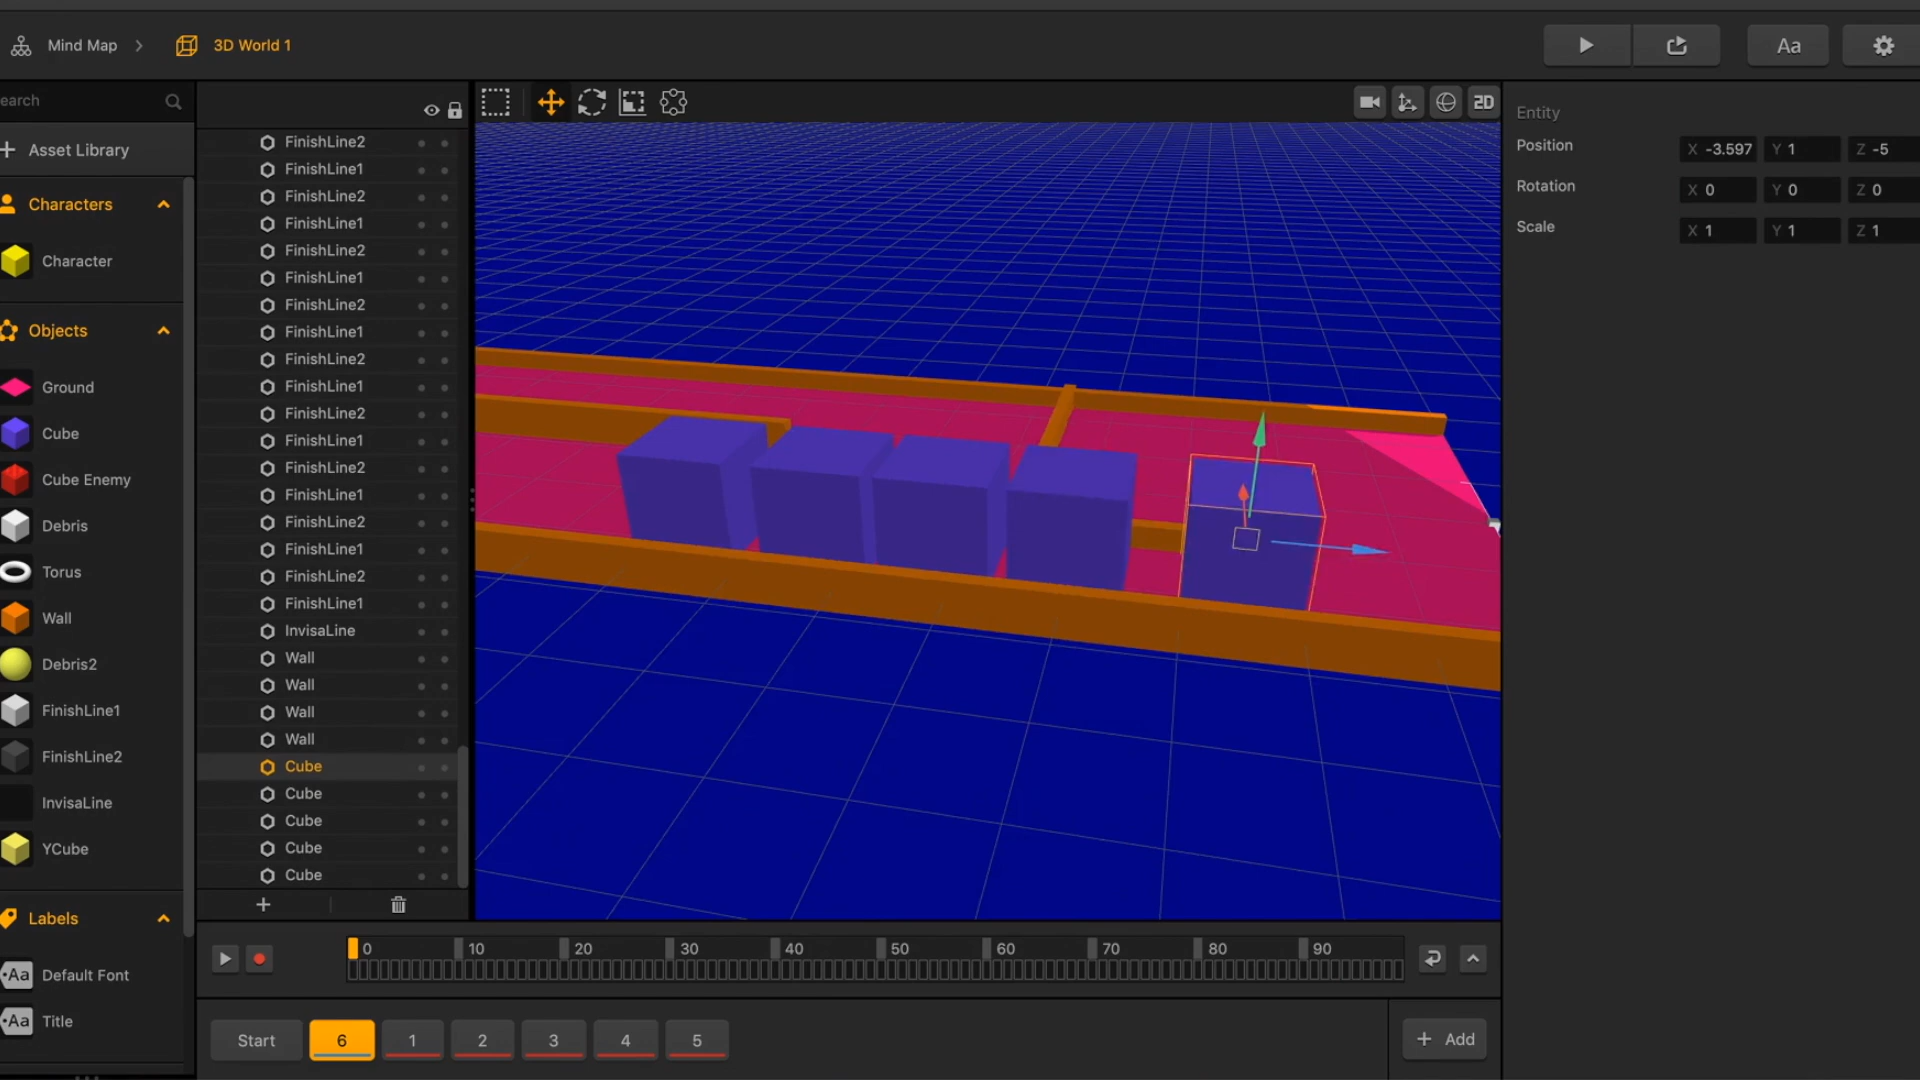 Mind Map
3D World 1
Aa
earch
Asset Library
Characters
Character
Objects
Ground
Cube
Cube Enemy
Debris
Torus
Wall
Debris2
FinishLine1
FinishLine2
InvisaLine
YCube
Labels
Aa Default Font
Aa Title
FinishLine2
FinishLine1
FinishLine2
FinishLine1
FinishLine2
FinishLine1
FinishLine2
FinishLine1
FinishLine2
FinishLine1
FinishLine2
FinishLine1
FinishLine2
FinishLine1
FinishLine2
FinishLine1
FinishLine2
FinishLine1
InvisaLine
Wall
Wall
Wall
Wall
Cube
Cube
Cube
Cube
Cube
2D
Entity
Position X -3.597 Y 1 Z -5
Rotation X 0 Y 0 Z 0
Scale X 1 Y 1 Z 1
0 10 20 30 40 50 60 70 80 90
Start 6 1 2 3 4 5
+ Add